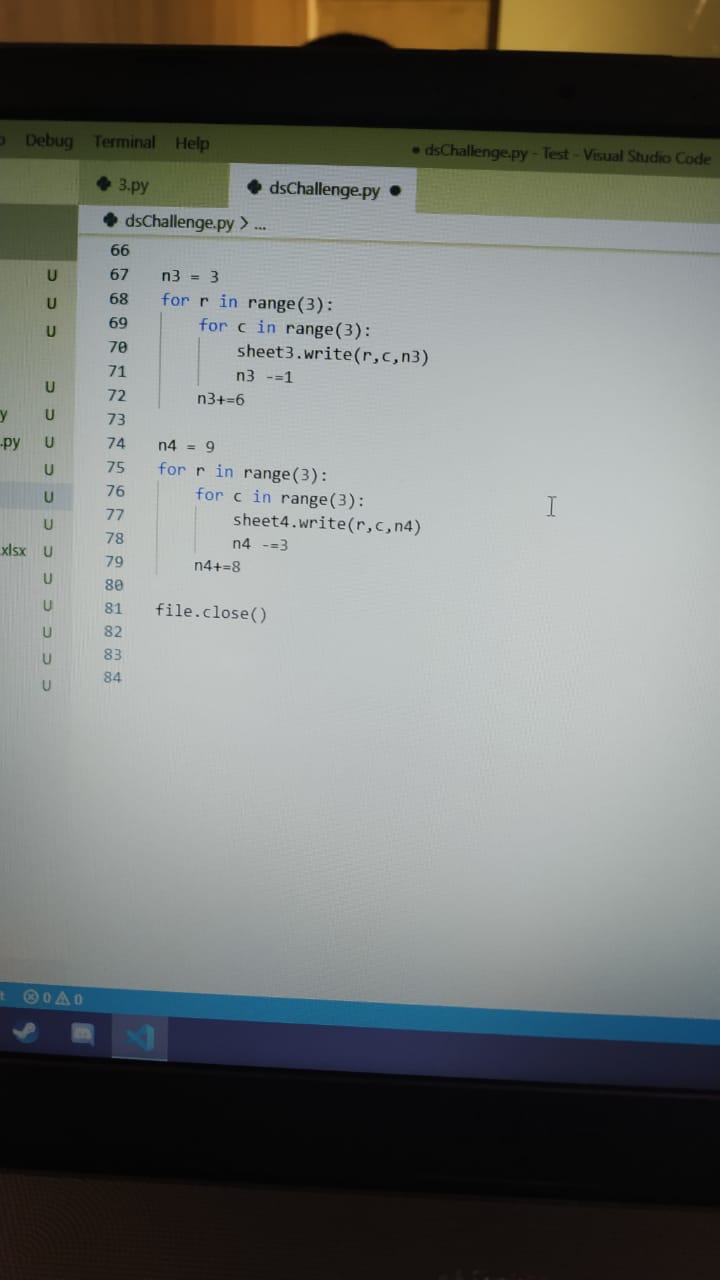 Debug Terminal Help
● dsChallenge.py - Test - Visual Studio Code
3.py dsChallenge.py ●
dsChallenge.py > ...
66
67 n3 = 3
68 for r in range(3):
69 for c in range(3):
70 sheet3.write(r,c,n3)
71 n3 -=1
72 n3+=6
73
74 n4 = 9
75 for r in range(3):
76 for c in range(3):
77 sheet4.write(r,c,n4)
78 n4 -=3
79 n4+=8
80
81 file.close()
82
83
84
U
U
U
U
y U
.py U
U
U
U
xlsx U
U
U
U
U
U
0 0